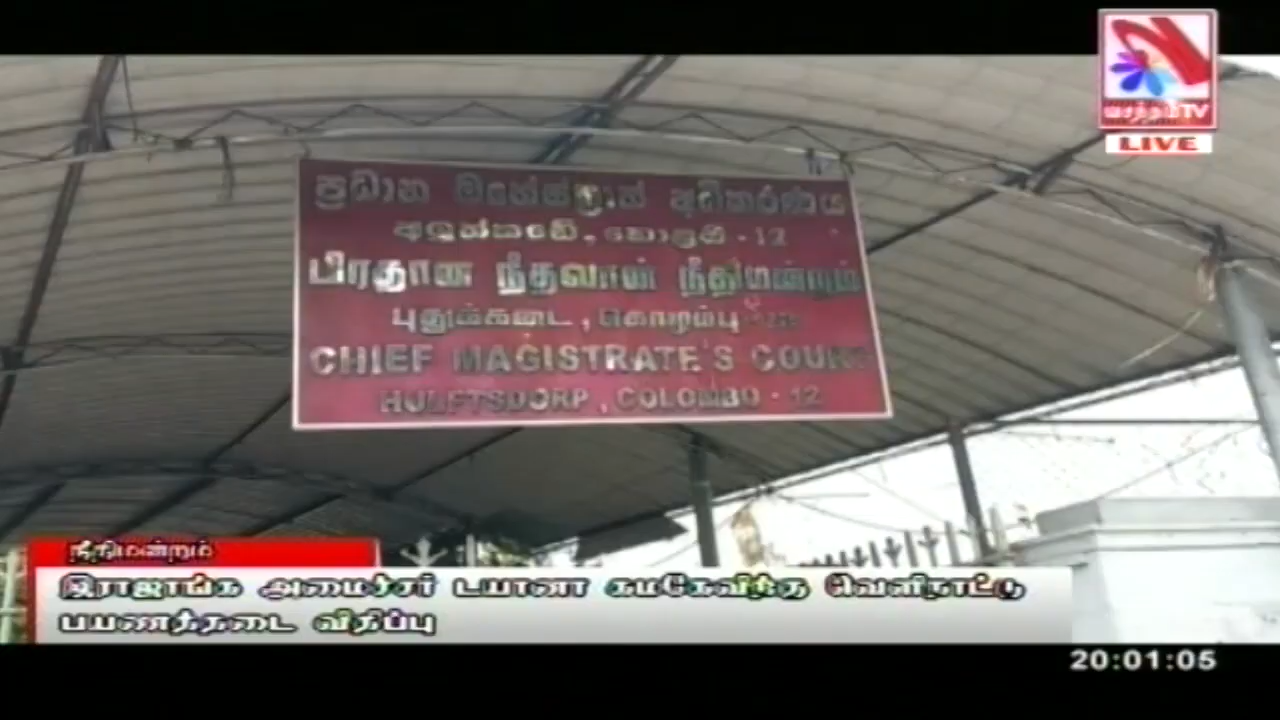 வசந்தம்TV
LIVE
ප්‍රධාන මහේස්ත්‍රාත් අධිකරණය
අලුත්කඩේ, කොළඹ - 12
பிரதான நீதவான் நீதிமன்றம்
புதுக்கடை, கொழும்பு -
CHIEF MAGISTRATE'S COURT
HULFTSDORP, COLOMBO - 12
நீதிமன்றம்
இராஜாங்க அமைச்சர் டயானா கமகேவிற்கு வெளிநாட்டு
பயணத்தடை விதிப்பு
20:01:05